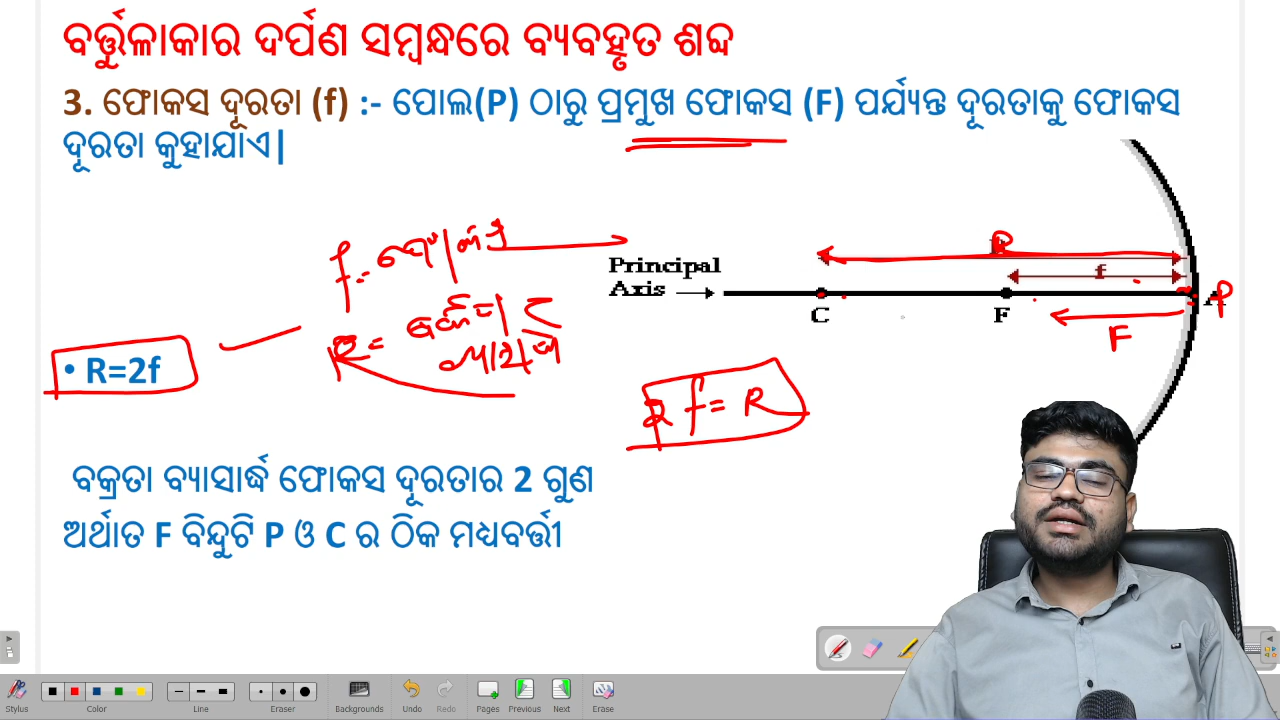 ବର୍ତ୍ତୁଳାକାର ଦର୍ପଣ ସମ୍ବନ୍ଧରେ ବ୍ୟବହୃତ ଶବ୍ଦ
3. ଫୋକସ ଦୂରତା (f) :- ପୋଲ(P) ଠାରୁ ପ୍ରମୁଖ ଫୋକସ (F) ପର୍ଯ୍ୟନ୍ତ ଦୂରତାକୁ ଫୋକସ
ଦୂରତା କୁହାଯାଏ|
R
f
Principal
Axis
C
F
P
F
f =
R =
• R=2f
2 f = R
ବକ୍ରତା ବ୍ୟାସାର୍ଦ୍ଧ ଫୋକସ ଦୂରତାର 2 ଗୁଣ
ଅର୍ଥାତ F ବିନ୍ଦୁଟି P ଓ C ର ଠିକ ମଧ୍ୟବର୍ତ୍ତୀ
Stylus
Color
Line
Eraser
Backgrounds
Undo
Redo
Pages
Previous
Next
Erase